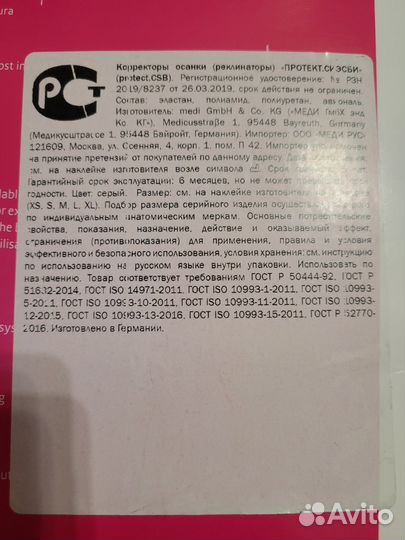 Корректоры осанки (реклинаторы) «ПРОТЕКТ.СИЭСБИ»
(protect.CSB). Регистрационное удостоверение: № РЗН
2019/8237 от 26.03.2019, срок действия не ограничен.
Состав: эластан, полиамид, полиуретан,
Изготовитель: medi GmbH & Co. KG («МЕДИ ГмбХ энд
Ко. КГ»), Medicusstrasse 1, 95448 Bayreuth, Germany
(Медикусштрассе 1, 95448 Байройт, Германия). Импортер: ООО «МЕДИ РУС»
121609, Москва, ул. Осенняя, 4, корп. 1, пом. П 42. Импортер уполномочен
на принятие претензий от покупателей по данному адресу. Дата
см. на наклейке изготовителя возле символа Срок
Гарантийный срок эксплуатации: 6 месяцев, но не может
годности. Цвет: серый. Размер: см. на наклейке изготовителя
(XS, S, M, L, XL). Подбор размера серийного изделия
по индивидуальным анатомическим меркам. Основные потребительские
свойства, показания, назначение, действие и оказываемый эффект,
ограничения (противопоказания) для применения, правила и условия
эффективного и безопасного использования, условия хранения: см. инструкцию
по использованию на русском языке внутри упаковки. Использовать по
назначению. Товар соответствует требованиям ГОСТ Р 50444-92, ГОСТ Р
51632-2014, ГОСТ ISO 14971-2011, ГОСТ ISO 10993-1-2011, ГОСТ ISO 10993-
5-2011, ГОСТ ISO 10993-10-2011, ГОСТ ISO 10993-11-2011, ГОСТ ISO 10993-
12-2015, ГОСТ ISO 10993-13-2016, ГОСТ ISO 10993-15-2011, ГОСТ Р 52770-
2016. Изготовлено в Германии.
Avito